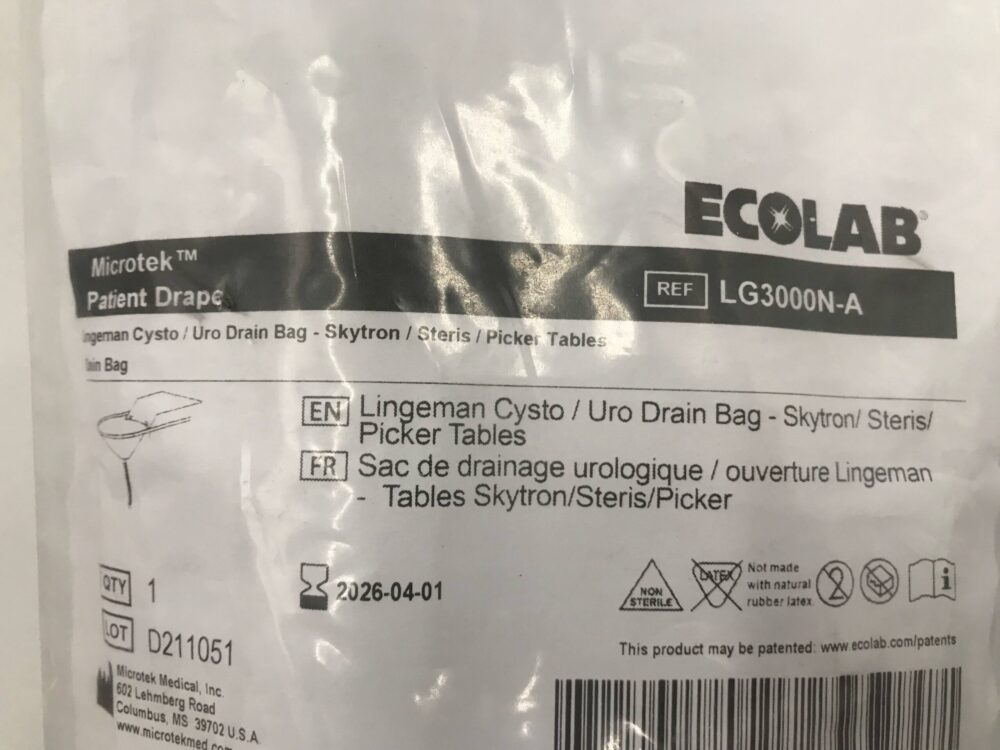 ECOLAB®
Microtek™
Patient Drape
REF LG3000N-A
Cysto / Uro Drain Bag - Skytron / Steris / Picker Tables
Bag
EN Lingeman Cysto / Uro Drain Bag - Skytron/ Steris/
Picker Tables
FR Sac de drainage urologique / ouverture Lingeman
- Tables Skytron/Steris/Picker
QTY 1
2026-04-01
NON
STERILE
LATEX
Not made
with natural
rubber latex.
2
i
LOT D211051
This product may be patented: www.ecolab.com/patents
Microtek Medical, Inc.
602 Lehmberg Road
Columbus, MS 39702 U.S.A.